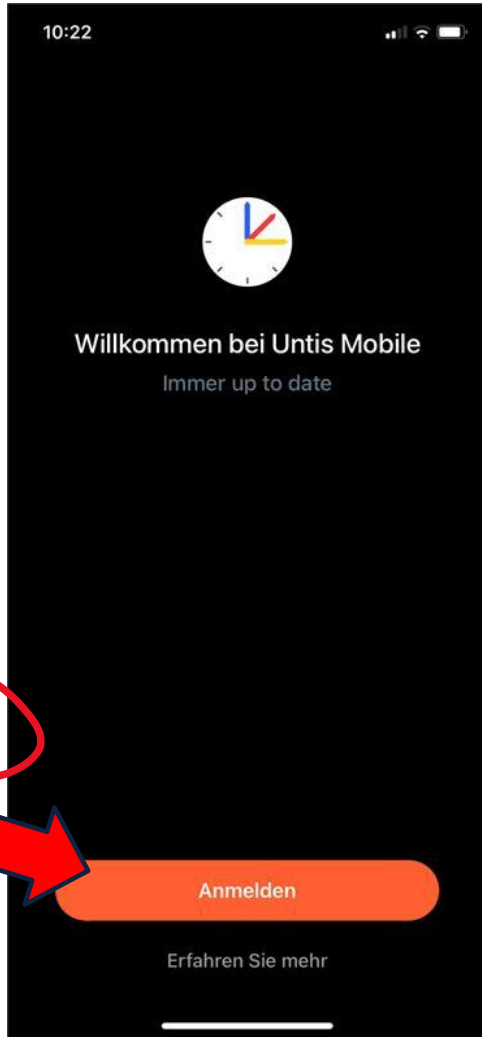 10:22
Willkommen bei Untis Mobile
Immer up to date
Anmelden
Erfahren Sie mehr